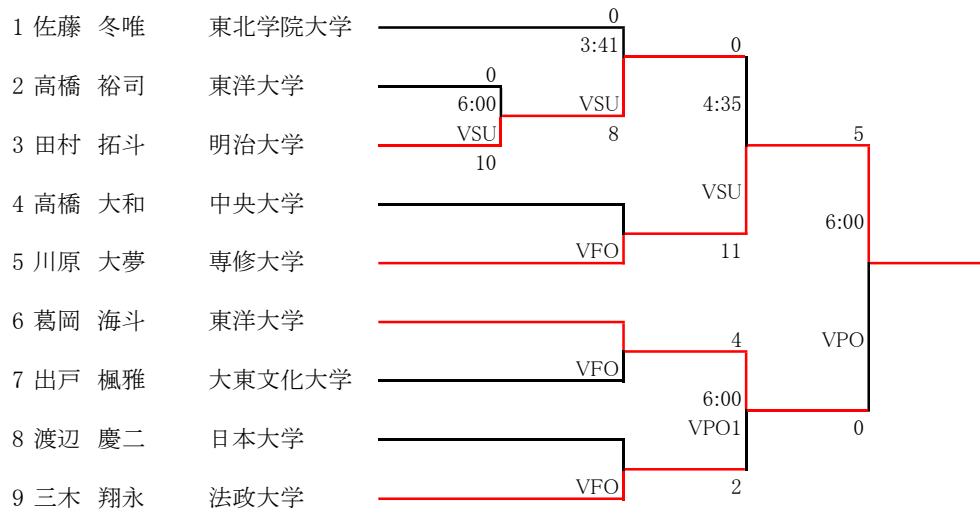 0
1 佐藤 冬唯 東北学院大学
3:41 0
0
2 高橋 裕司 東洋大学
6:00 VSU 4:35
VSU 8 5
3 田村 拓斗 明治大学
10
VSU
4 高橋 大和 中央大学
6:00
VFO 11
5 川原 大夢 専修大学
6 葛岡 海斗 東洋大学
4 VPO
VFO
7 出戸 楓雅 大東文化大学
6:00
VPO1 0
8 渡辺 慶二 日本大学
VFO 2
9 三木 翔永 法政大学